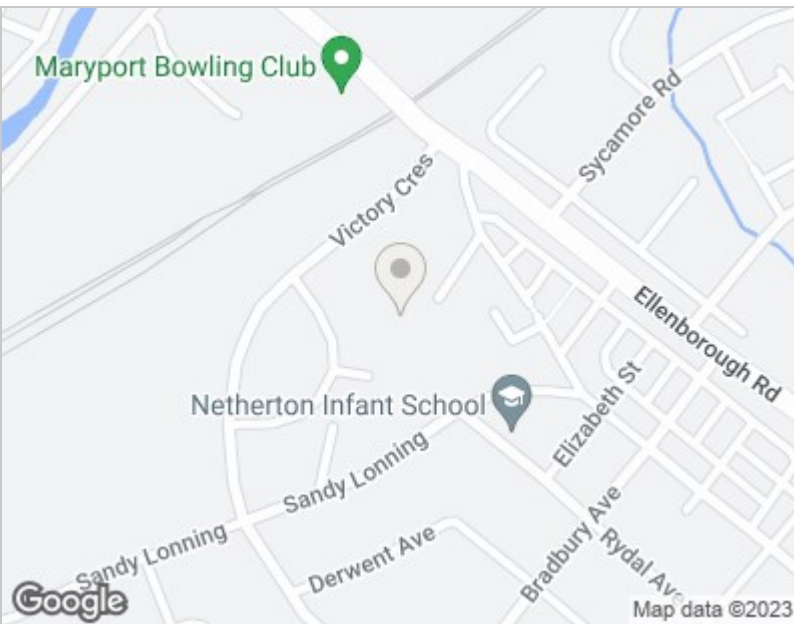 Maryport Bowling Club
Sycamore Rd
Victory Cres
Ellenborough Rd
Netherton Infant School
Elizabeth St
Sandy Lonning
Sandy Lonning
Bradbury Ave
Derwent Ave
Rydal Ave
Google
Map data ©2023